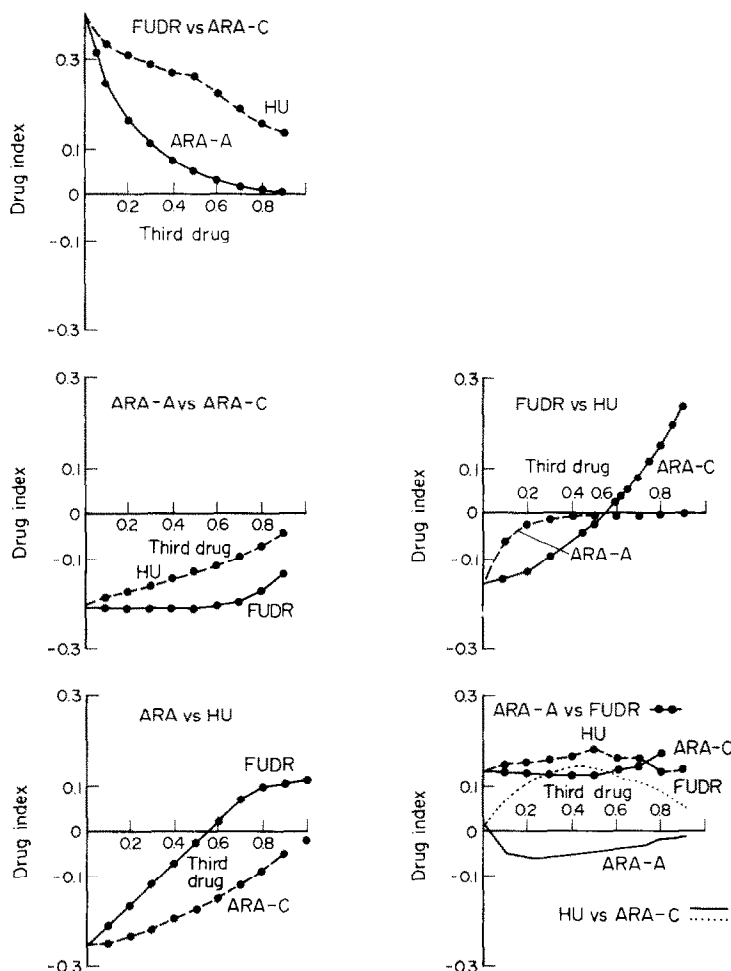 FUDR vs ARA-C
0.3
HU
ARA-A
0.1
0
0.2 0.4 0.6 0.8
Third drug
-0.1
-0.3
Drug index
0.3
ARA-A vs ARA-C
0.1
0
0.2 0.4 0.6 0.8
Third drug
HU
-0.1
FUDR
-0.3
Drug index
0.3
FUDR vs HU
0.1
Third drug
ARA-C
0.2 0.4 0.5 0.6 0.8
0
ARA-A
-0.1
-0.3
Drug index
0.3
ARA vs HU
FUDR
0.1
0
0.2 0.4 0.6 0.8
Third
drug
-0.1
ARA-C
-0.3
Drug index
0.3
ARA-A vs FUDR
HU
ARA-C
0.1
Third drug
FUDR
0.2 0.4 0.6 0.8
0
ARA-A
-0.1
HU vs ARA-C
-0.3
Drug index